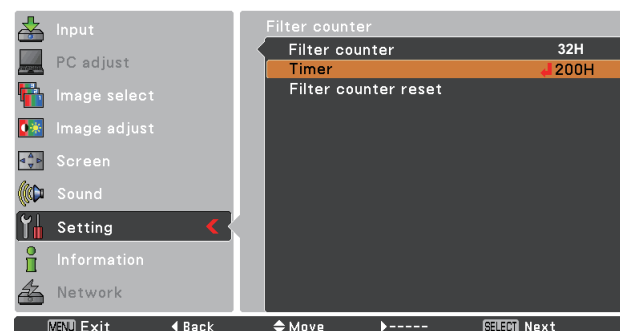 Input
PC adjust
Image select
Image adjust
Screen
Sound
Setting
Information
Network
Filter counter
Filter counter 32H
Timer 200H
Filter counter reset
MENU Exit Back Move ----- SELECT Next